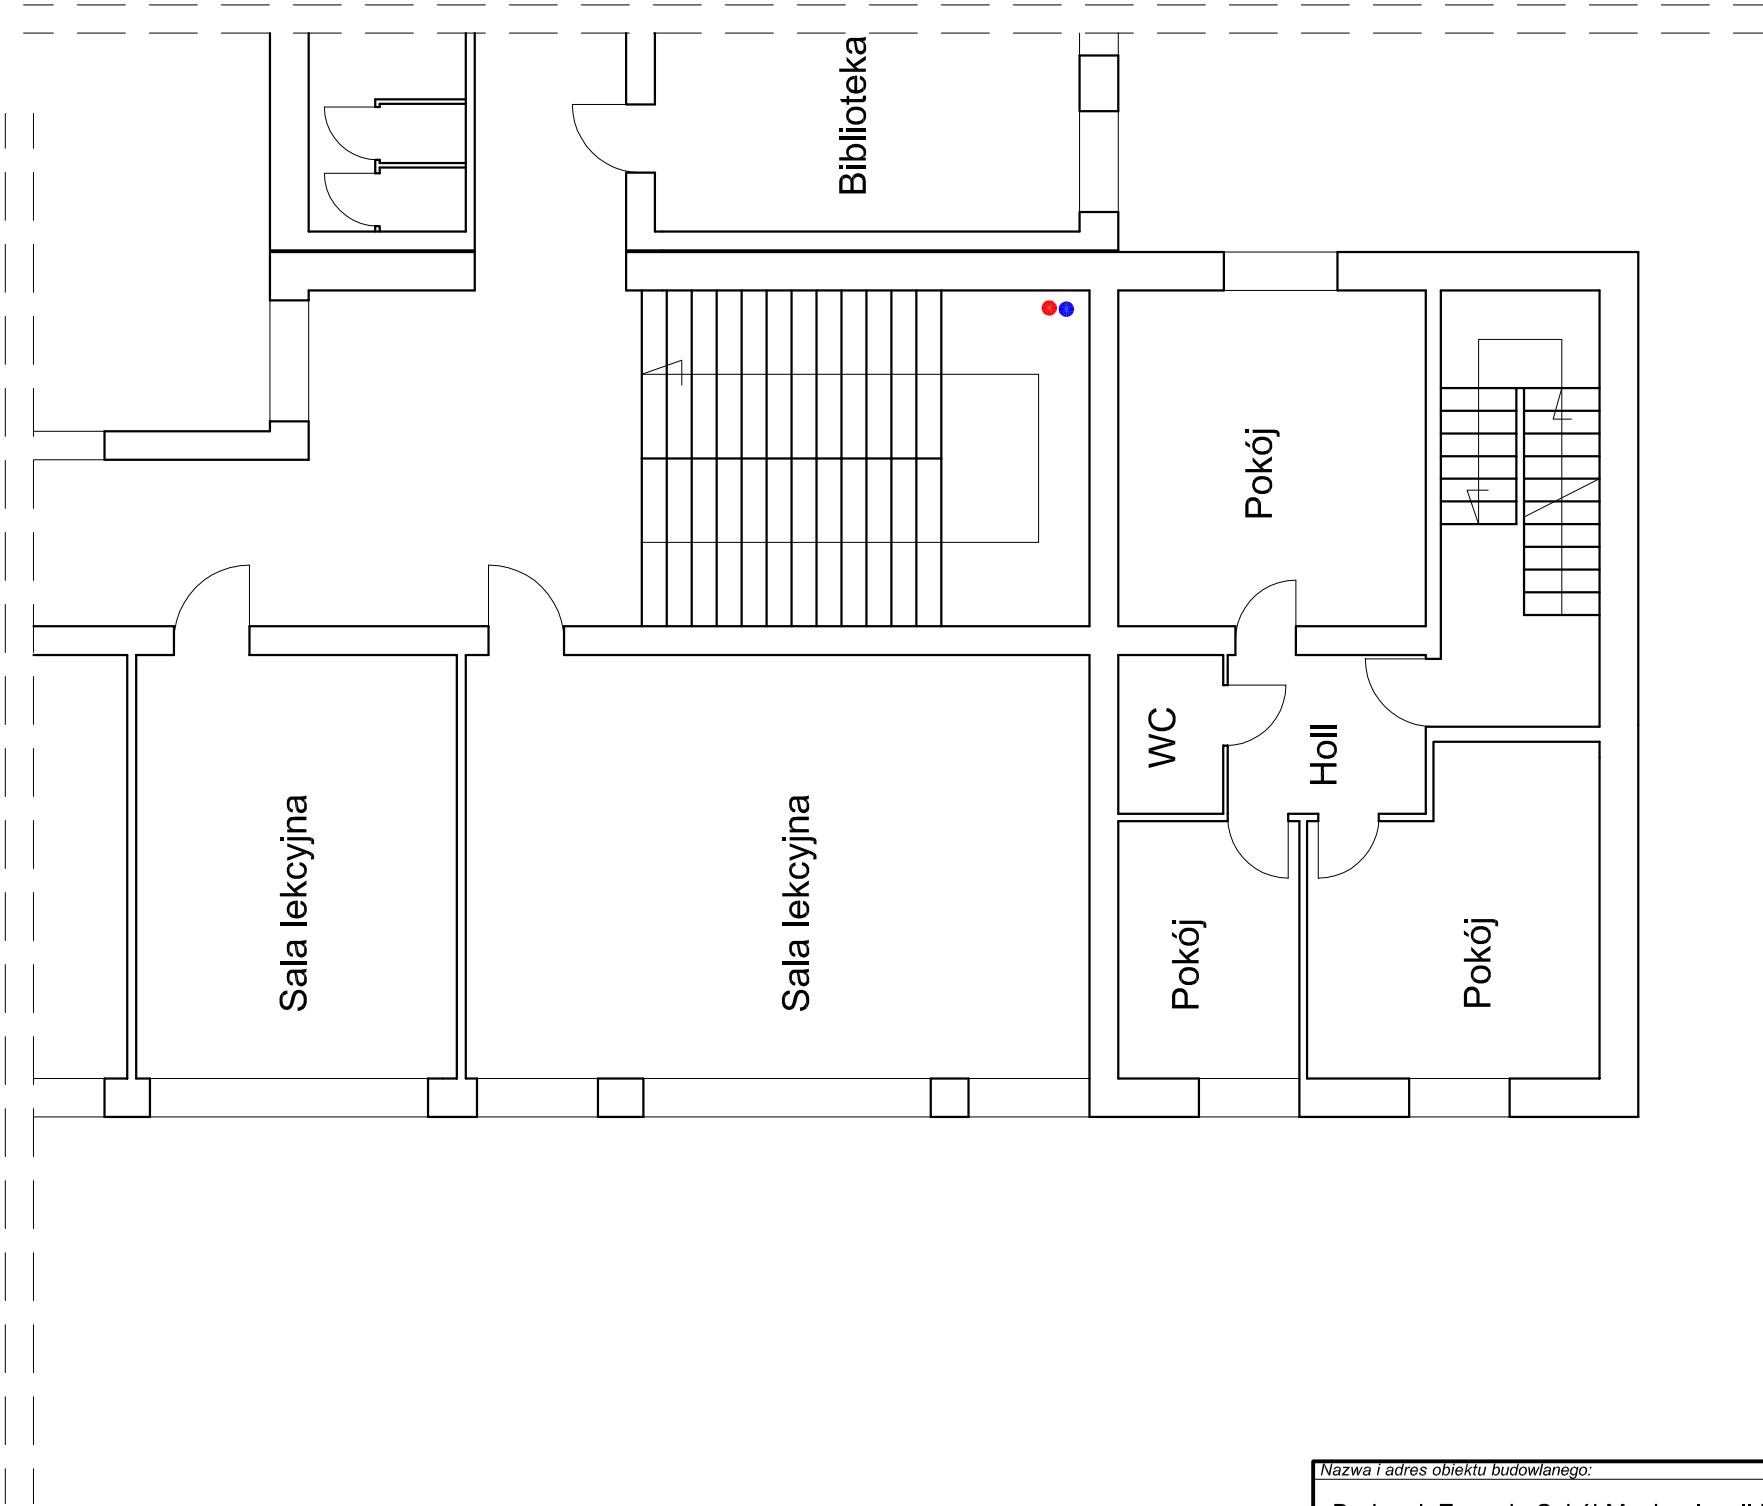 Biblioteka
Pokój
WC
Holl
Sala lekcyjna
Sala lekcyjna
Pokój
Pokój
Nazwa i adres obiektu budowlanego: